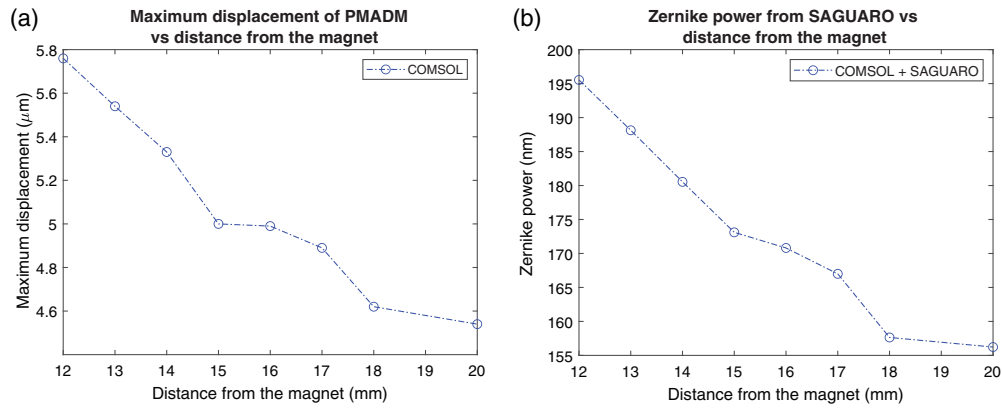 (a)
Maximum displacement of PMADM
vs distance from the magnet
5.8
5.6
5.4
5.2
5
4.8
4.6
Maximum displacement (μm)
COMSOL
12 13 14 15 16 17 18 19 20
Distance from the magnet (mm)
(b)
Zernike power from SAGUARO vs
distance from the magnet
200
195
190
185
180
175
170
165
160
155
Zernike power (nm)
COMSOL + SAGUARO
12 13 14 15 16 17 18 19 20
Distance from the magnet (mm)